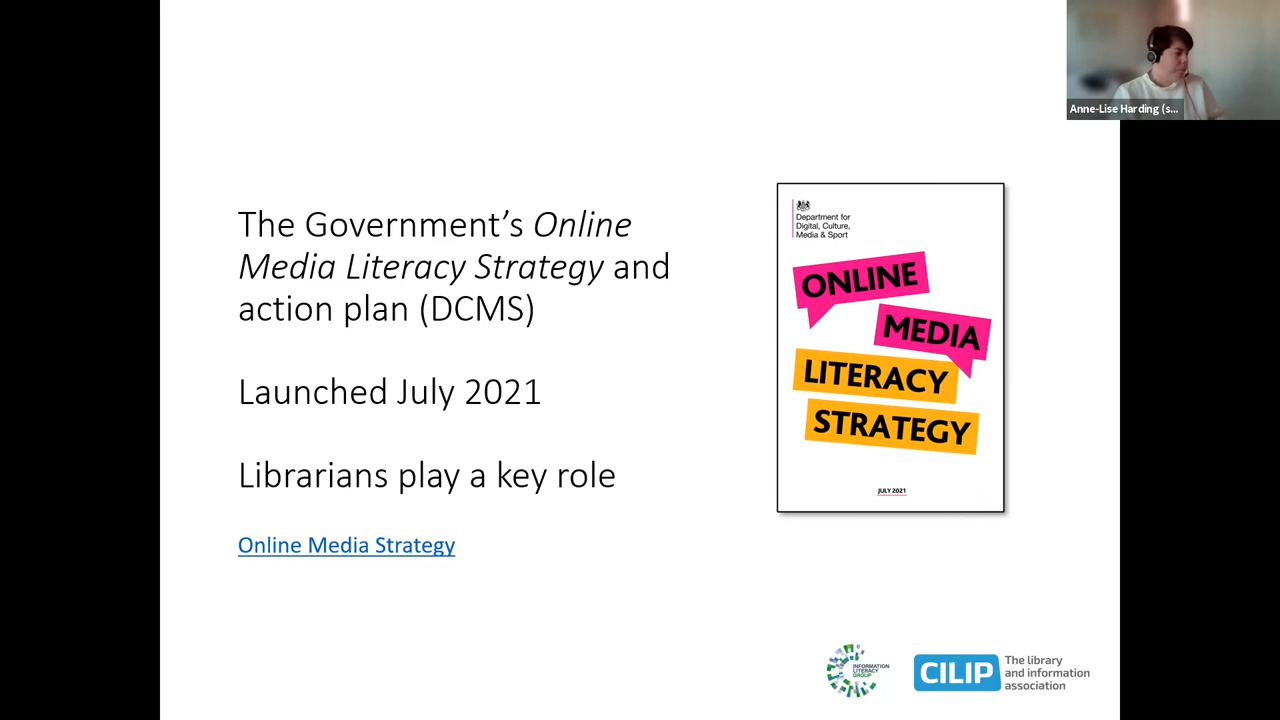 Anne-Lise Harding (s...
The Government's Online
Media Literacy Strategy and
action plan (DCMS)
Launched July 2021
Librarians play a key role
Online Media Strategy
Department for
Digital, Culture,
Media & Sport
ONLINE
MEDIA
LITERACY
STRATEGY
JULY 2021
INFORMATION
LITERACY
GROUP
CILIP
The library
and information
association